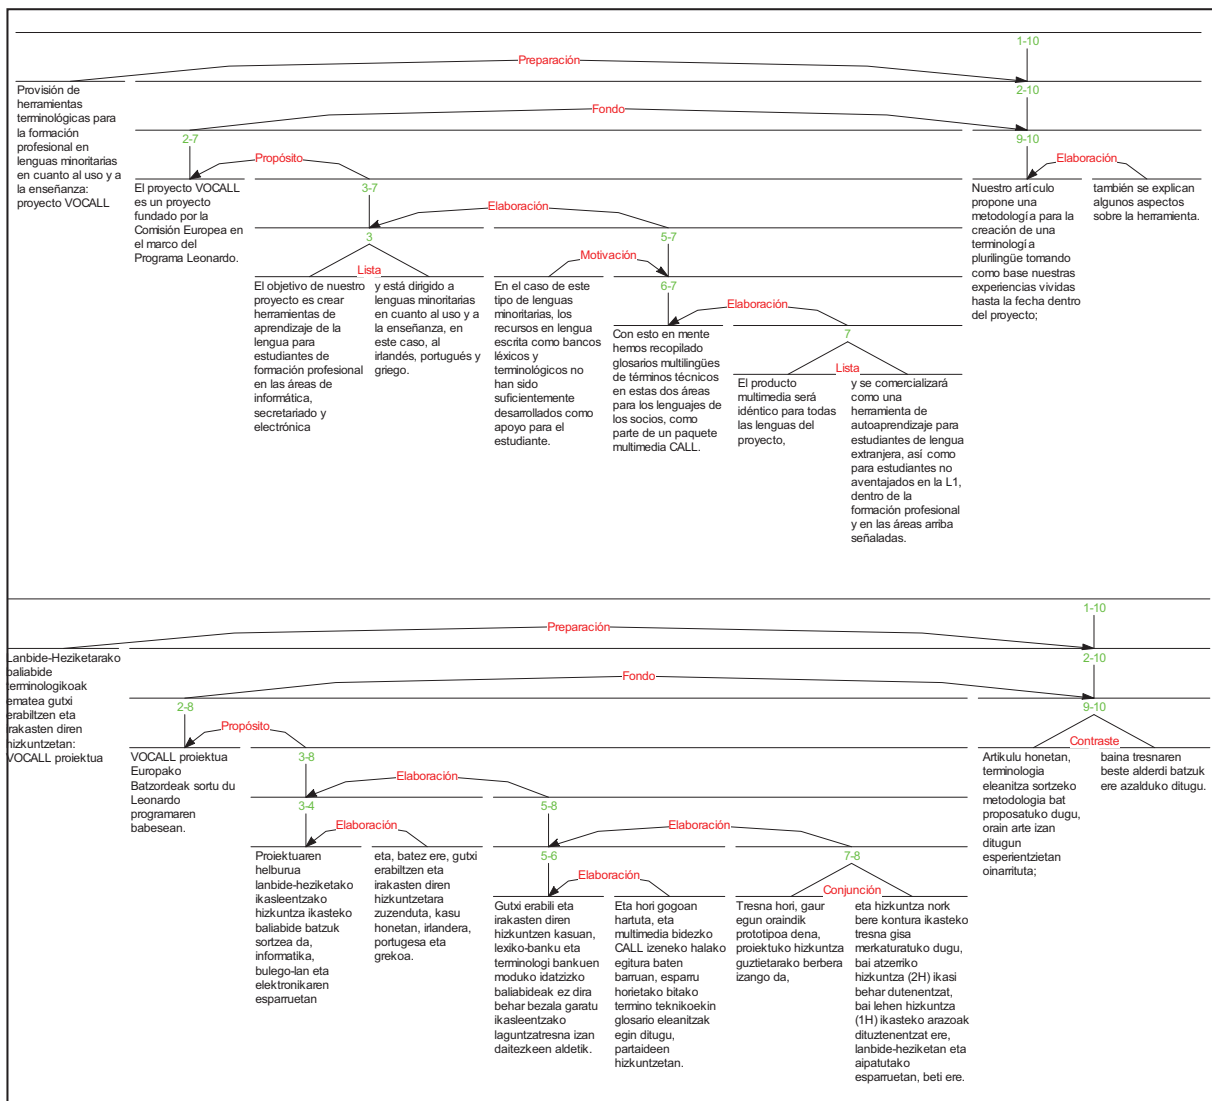 1-10
Preparación
Provisión de
herramientas
terminológicas para
la formación
profesional en
lenguas minoritarias
en cuanto al uso y a
la enseñanza:
proyecto VOCALL
2-10
Fondo
2-7
9-10
Propósito
Elaboración
El proyecto VOCALL
es un proyecto
fundado por la
Comisión Europea en
el marco del
Programa Leonardo.
3-7
Elaboración
3
5-7
Lista
El objetivo de nuestro
proyecto es crear
herramientas de
aprendizaje de la
lengua para
estudiantes de
formación profesional
en las áreas de
informática,
secretariado y
electrónica
y está dirigido a
lenguas minoritarias
en cuanto al uso y a
la enseñanza, en
este caso, al
irlandés, portugués y
griego.
Motivación
En el caso de este
tipo de lenguas
minoritarias, los
recursos en lengua
escrita como bancos
léxicos y
terminológicos no
han sido
suficientemente
desarrollados como
apoyo para el
estudiante.
6-7
Elaboración
Con esto en mente
hemos recopilado
glosarios multilingües
de términos técnicos
en estas dos áreas
para los lenguajes de
los socios, como
parte de un paquete
multimedia CALL.
7
Lista
El producto
multimedia será
idéntico para todas
las lenguas del
proyecto,
y se comercializará
como una
herramienta de
autoaprendizaje para
estudiantes de lengua
extranjera, así como
para estudiantes no
aventajados en la L1,
dentro de la
formación profesional
y en las áreas arriba
señaladas.
Nuestro artículo
propone una
metodología para la
creación de una
terminología
plurilingüe tomando
como base nuestras
experiencias vividas
hasta la fecha dentro
del proyecto;
también se explican
algunos aspectos
sobre la herramienta.
1-10
Preparación
Lanbide-Heziketarako
baliabide
terminologikoak
ematea gutxi
erabiltzen eta
irakasten diren
hizkuntzetan:
VOCALL proiektua
2-10
Fondo
2-8
9-10
Propósito
Contraste
VOCALL proiektua
Europako
Batzordeak sortu du
Leonardo
programaren
babesean.
3-8
Elaboración
3-4
5-8
Elaboración
Proiektuaren
helburua
lanbide-heziketako
ikasleentzako
hizkuntza ikasteko
baliabide batzuk
sortzea da,
informatika,
bulego-lan eta
elektronikaren
esparruetan
eta, batez ere, gutxi
erabiltzen eta
irakasten diren
hizkuntzetara
zuzenduta, kasu
honetan, irlandera,
portugesa eta
grekoa.
Elaboración
5-6
7-8
Elaboración
Gutxi erabili eta
irakasten diren
hizkuntzen kasuan,
lexiko-banku eta
terminologi bankuen
moduko idatzizko
baliabideak ez dira
behar bezala garatu
ikasleentzako
laguntzatresna izan
daitezkeen aldetik.
Eta hori gogoan
hartuta, eta
multimedia bidezko
CALL izeneko halako
egitura baten
barruan, esparru
horietako bitako
termino teknikoekin
glosario eleanitzak
egin ditugu,
partaideen
hizkuntzetan.
Conjunción
Tresna hori, gaur
egun oraindik
prototipoa dena,
proiektuko hizkuntza
guztietarako berbera
izango da,
eta hizkuntza nork
bere kontura ikasteko
tresna gisa
merkaturatuko dugu,
bai atzerriko
hizkuntza (2H) ikasi
behar dutenentzat,
bai lehen hizkuntza
(1H) ikasteko arazoak
dituztenentzat ere,
lanbide-heziketan eta
aipatutako
esparruetan, beti ere.
Artikulu honetan,
terminologia
eleanitza sortzeko
metodologia bat
proposatuko dugu,
orain arte izan
ditugun
esperientzietan
oinarrituta;
baina tresnaren
beste alderdi batzuk
ere azalduko ditugu.